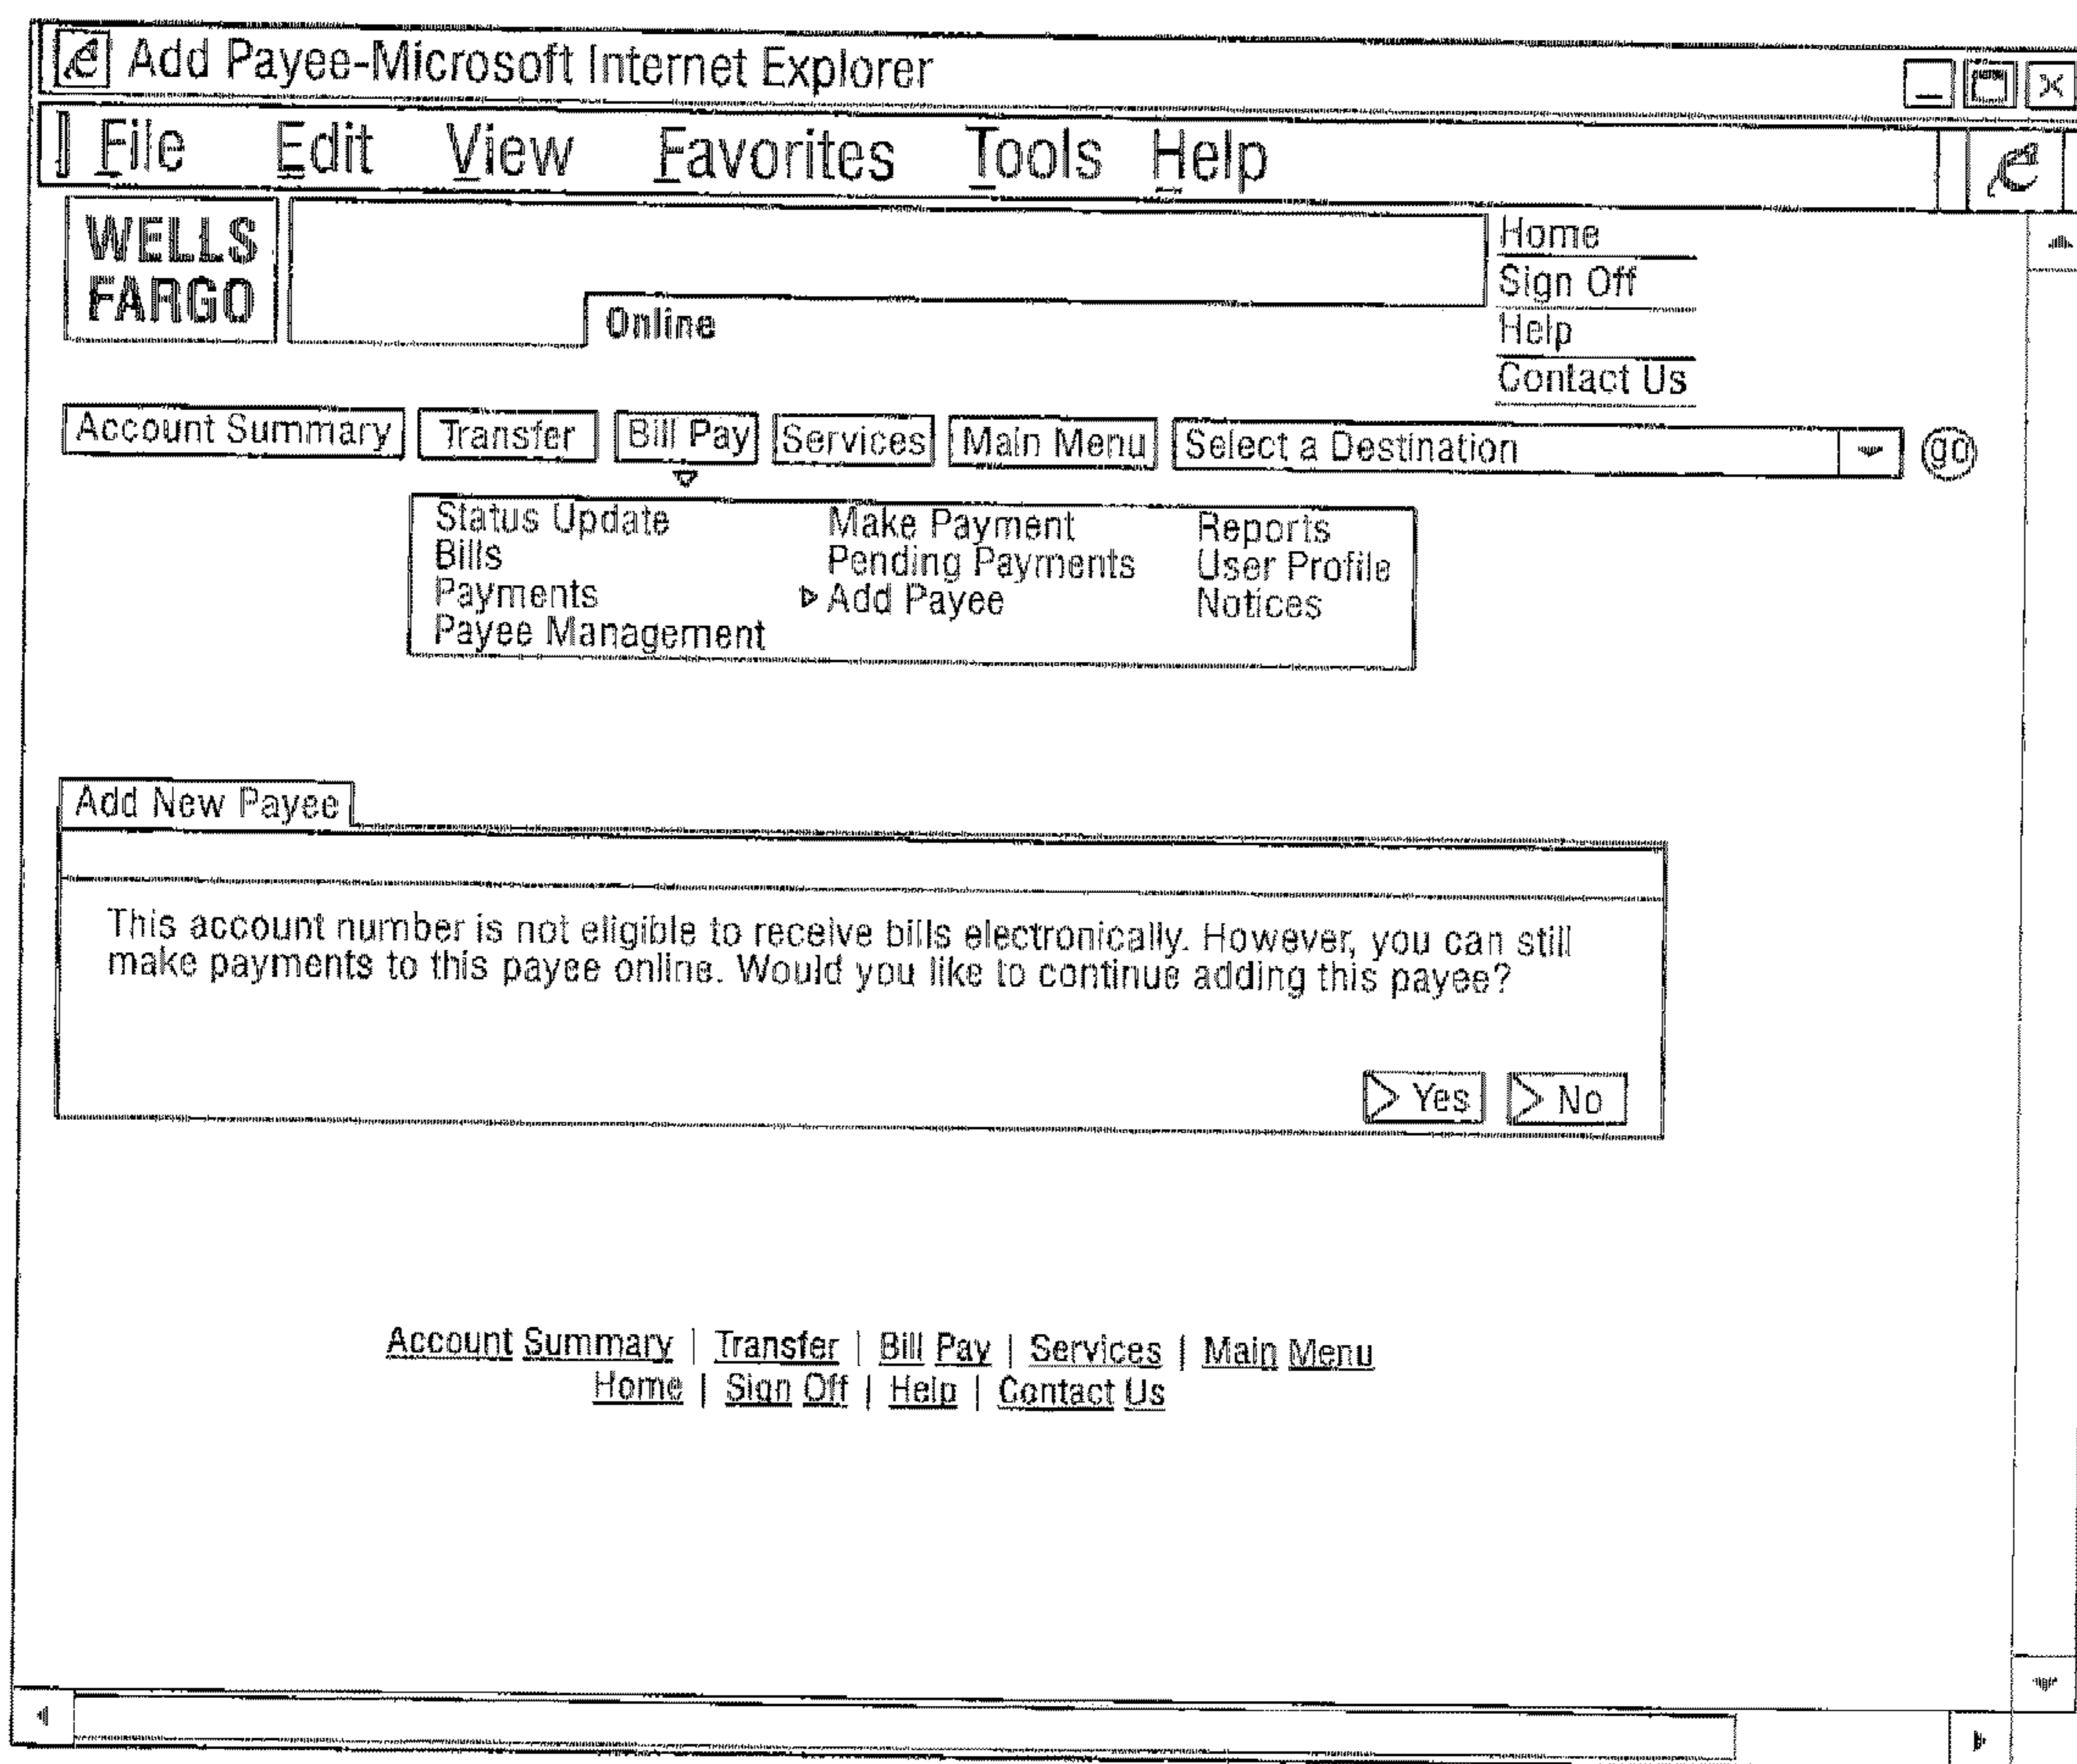 Add Payee-Microsoft Internet Explorer
File Edit View Favorites Tools Help
WELLS
FARGO
Online
Home
Sign Off
Help
Contact Us
Account Summary Transfer Bill Pay Services Main Menu Select a Destination go
Status Update Make Payment Reports
Bills Pending Payments User Profile
Payments Add Payee Notices
Payee Management
Add New Payee
This account number is not eligible to receive bills electronically. However, you can still
make payments to this payee online. Would you like to continue adding this payee?
Yes No
Account Summary | Transfer | Bill Pay | Services | Main Menu
Home | Sign Off | Help | Contact Us